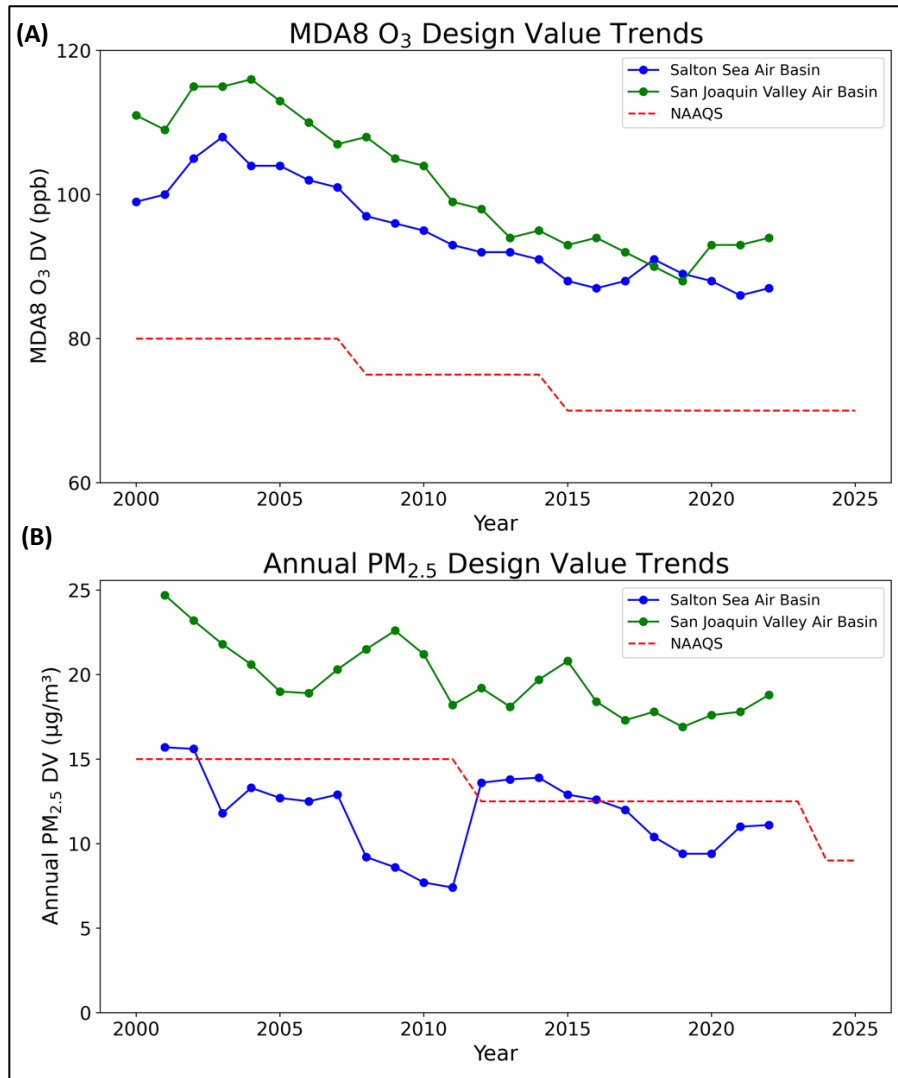 (A)
MDA8 O₃ Design Value Trends
120
100
80
60
MDA8 O₃ DV (ppb)
Salton Sea Air Basin
San Joaquin Valley Air Basin
NAAQS
2000 2005 2010 2015 2020 2025
Year
(B)
Annual PM₂.₅ Design Value Trends
25
20
15
10
5
0
Annual PM₂.₅ DV (µg/m³)
Salton Sea Air Basin
San Joaquin Valley Air Basin
NAAQS
2000 2005 2010 2015 2020 2025
Year